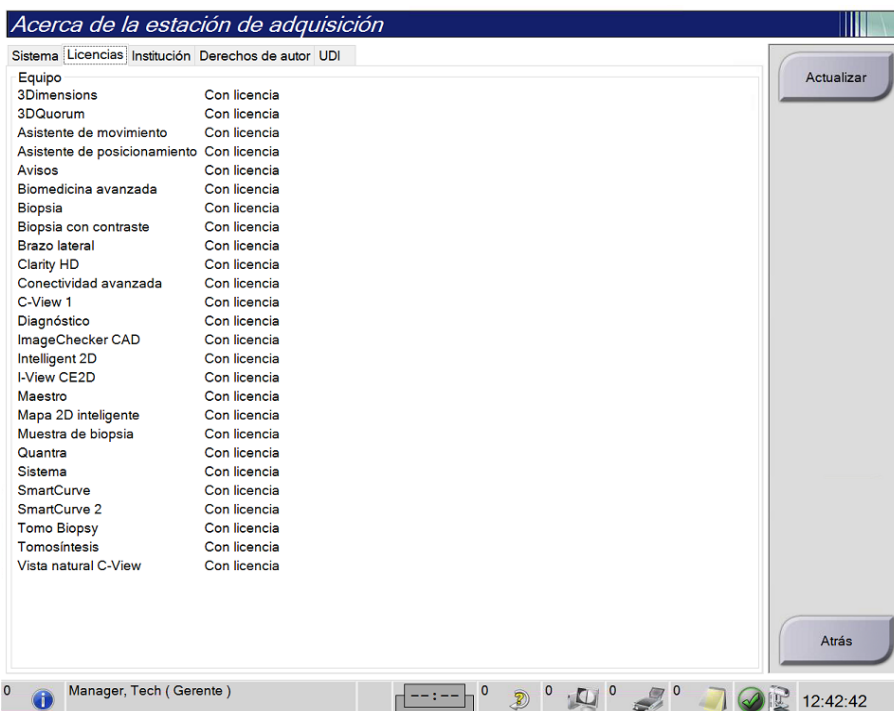 Acerca de la estación de adquisición
Sistema Licencias Institución Derechos de autor UDI
Equipo
3Dimensions Con licencia
3DQuorum Con licencia
Asistente de movimiento Con licencia
Asistente de posicionamiento Con licencia
Avisos Con licencia
Biomedicina avanzada Con licencia
Biopsia Con licencia
Biopsia con contraste Con licencia
Brazo lateral Con licencia
Clarity HD Con licencia
Conectividad avanzada Con licencia
C-View 1 Con licencia
Diagnóstico Con licencia
ImageChecker CAD Con licencia
Intelligent 2D Con licencia
I-View CE2D Con licencia
Maestro Con licencia
Mapa 2D inteligente Con licencia
Muestra de biopsia Con licencia
Quantra Con licencia
Sistema Con licencia
SmartCurve Con licencia
SmartCurve 2 Con licencia
Tomo Biopsy Con licencia
Tomosíntesis Con licencia
Vista natural C-View Con licencia
Actualizar
Atrás
0 Manager, Tech ( Gerente ) --:-- 0 0 0 0 12:42:42